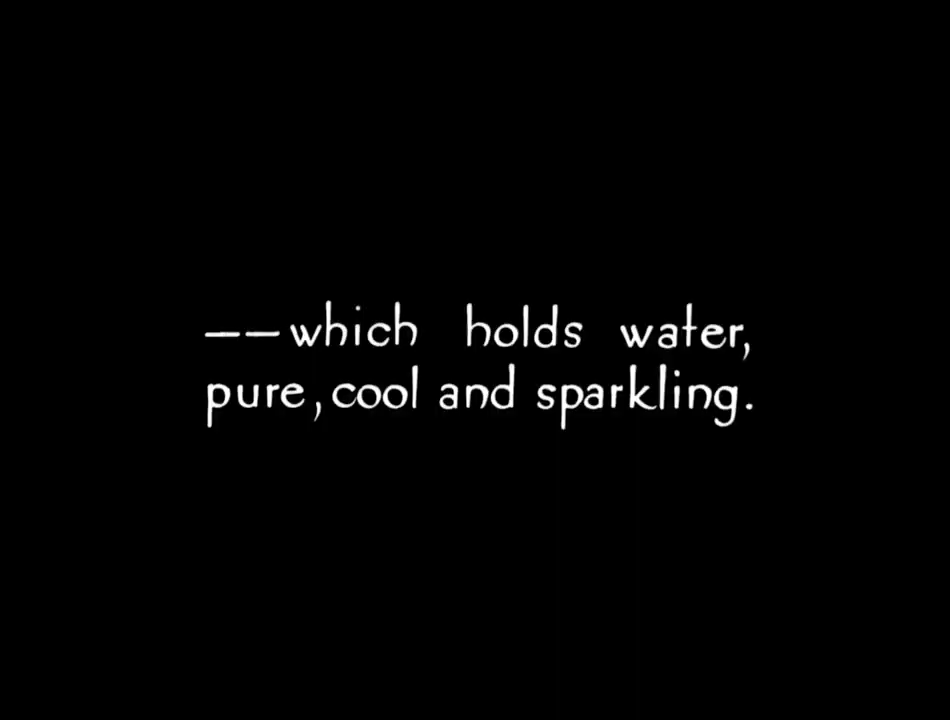 ——which holds water,
pure, cool and sparkling.